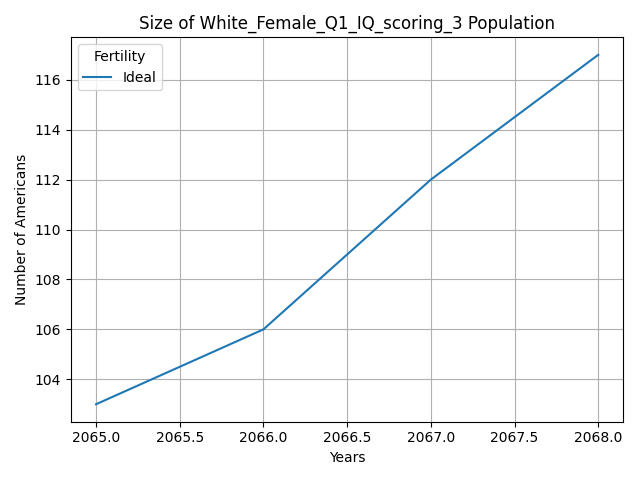 Size of White_Female_Q1_IQ_scoring_3 Population
Fertility
Ideal
Number of Americans
116
114
112
110
108
106
104
2065.0 2065.5 2066.0 2066.5 2067.0 2067.5 2068.0
Years